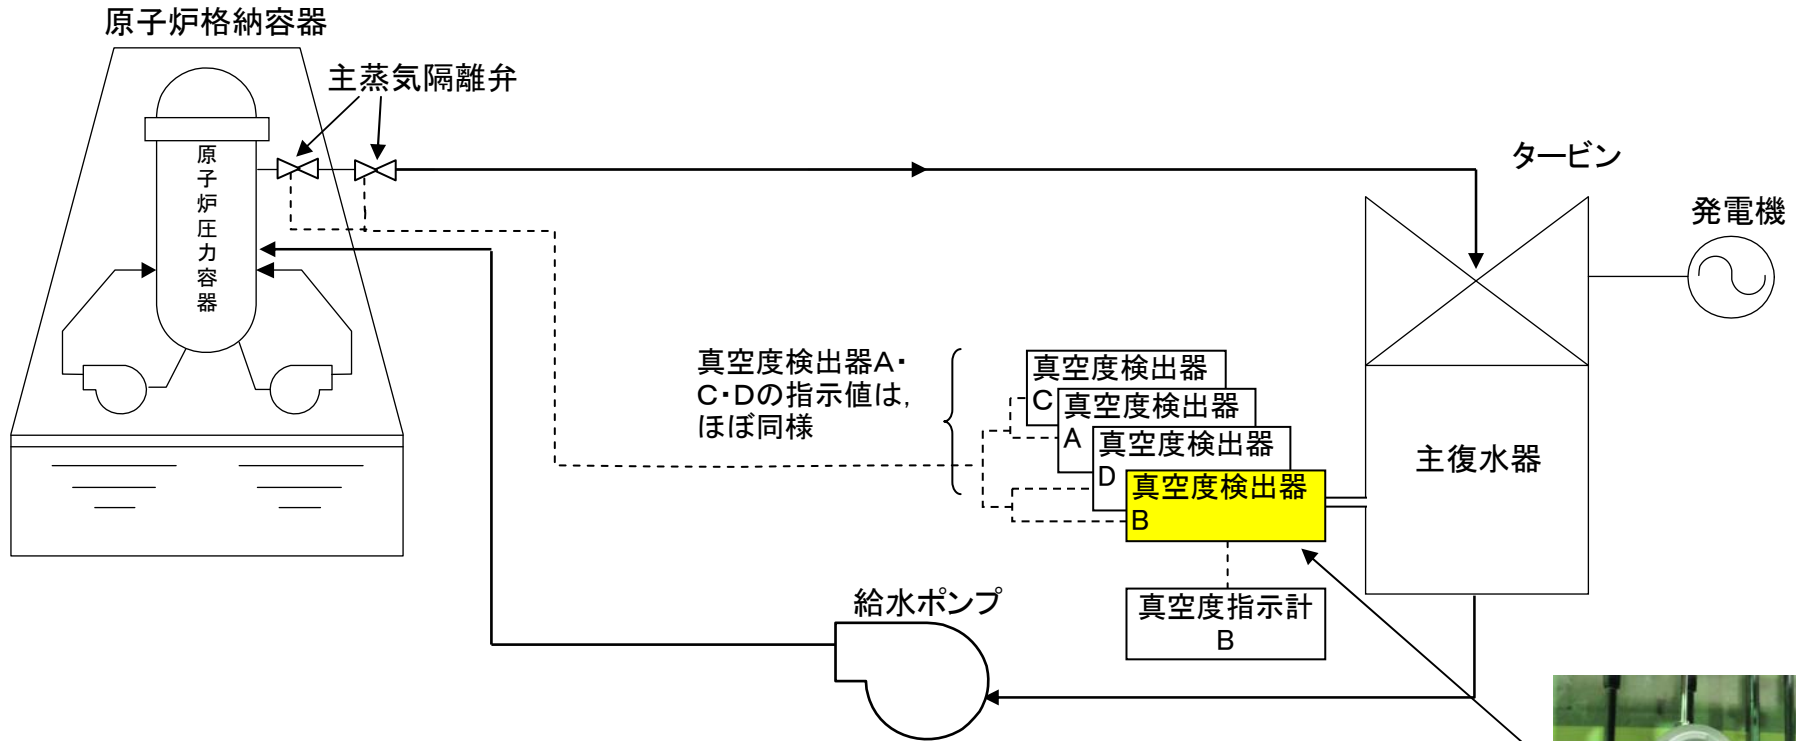 原子炉格納容器
主蒸気隔離弁
原子炉圧力容器
タービン
発電機
真空度検出器A・
C・Dの指示値は,
ほぼ同様
真空度検出器
C
真空度検出器
A
真空度検出器
D
真空度検出器
B
主復水器
真空度指示計
B
給水ポンプ